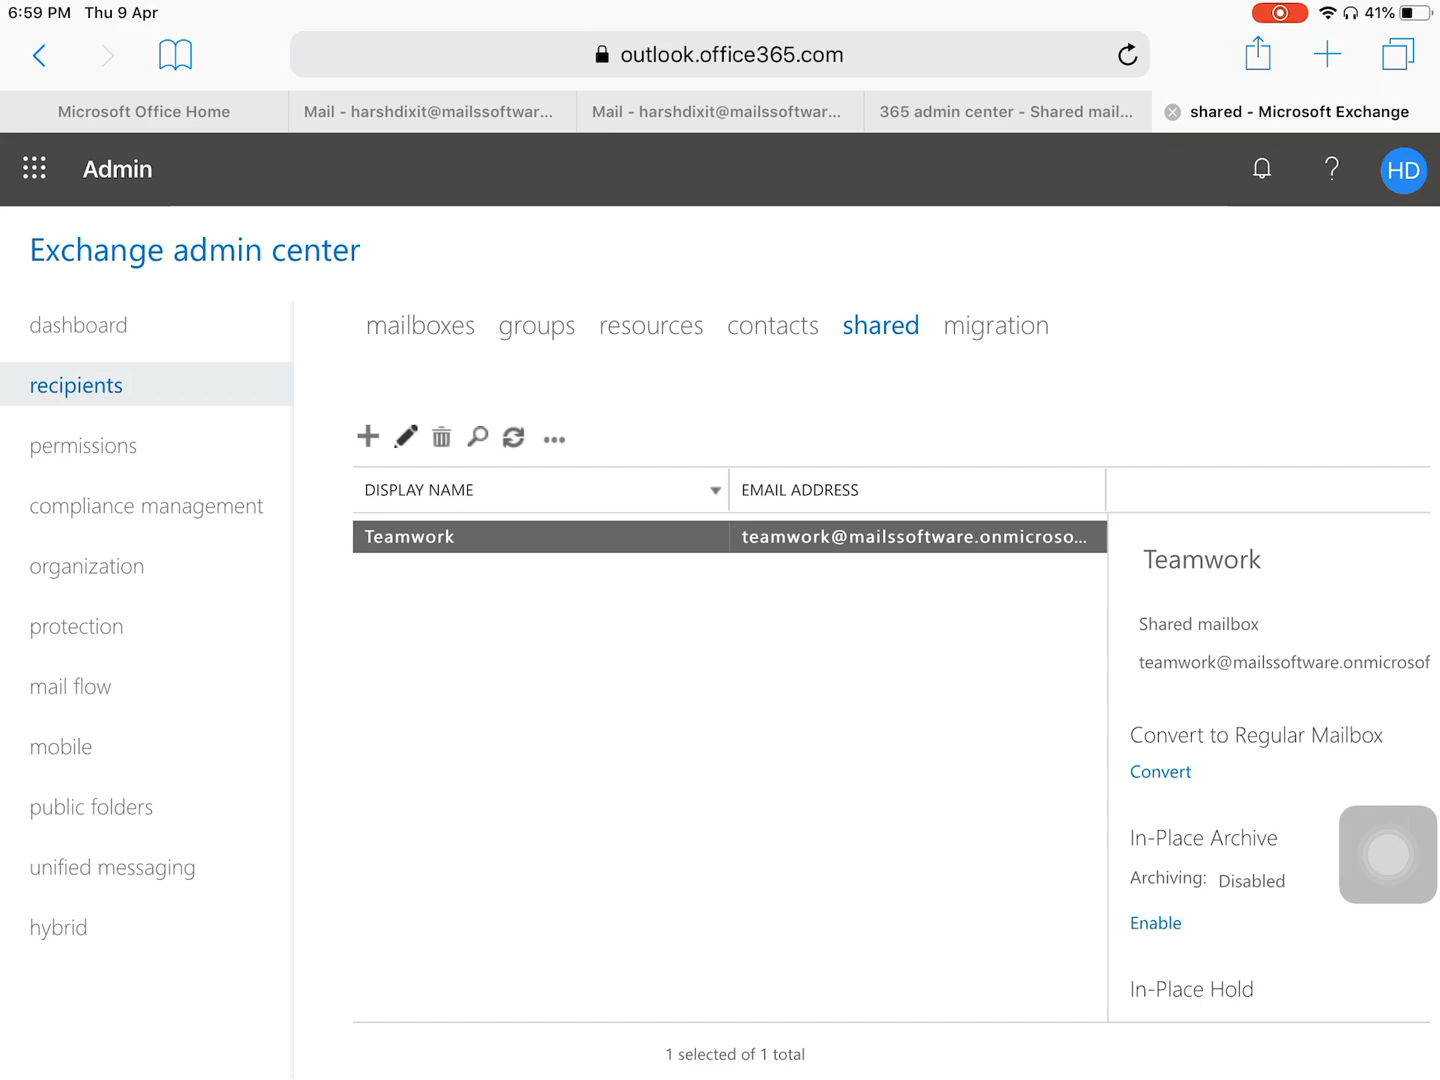 6:59 PM Thu 9 Apr
41%
outlook.office365.com
Microsoft Office Home
Mail - harshdixit@mailssoftwar...
Mail - harshdixit@mailssoftwar...
365 admin center - Shared mail...
shared - Microsoft Exchange
Admin
?
HD
Exchange admin center
dashboard
recipients
permissions
compliance management
organization
protection
mail flow
mobile
public folders
unified messaging
hybrid
mailboxes groups resources contacts shared migration
DISPLAY NAME
EMAIL ADDRESS
Teamwork
teamwork@mailssoftware.onmicroso...
Teamwork
Shared mailbox
teamwork@mailssoftware.onmicrosof
Convert to Regular Mailbox
Convert
In-Place Archive
Archiving: Disabled
Enable
In-Place Hold
1 selected of 1 total